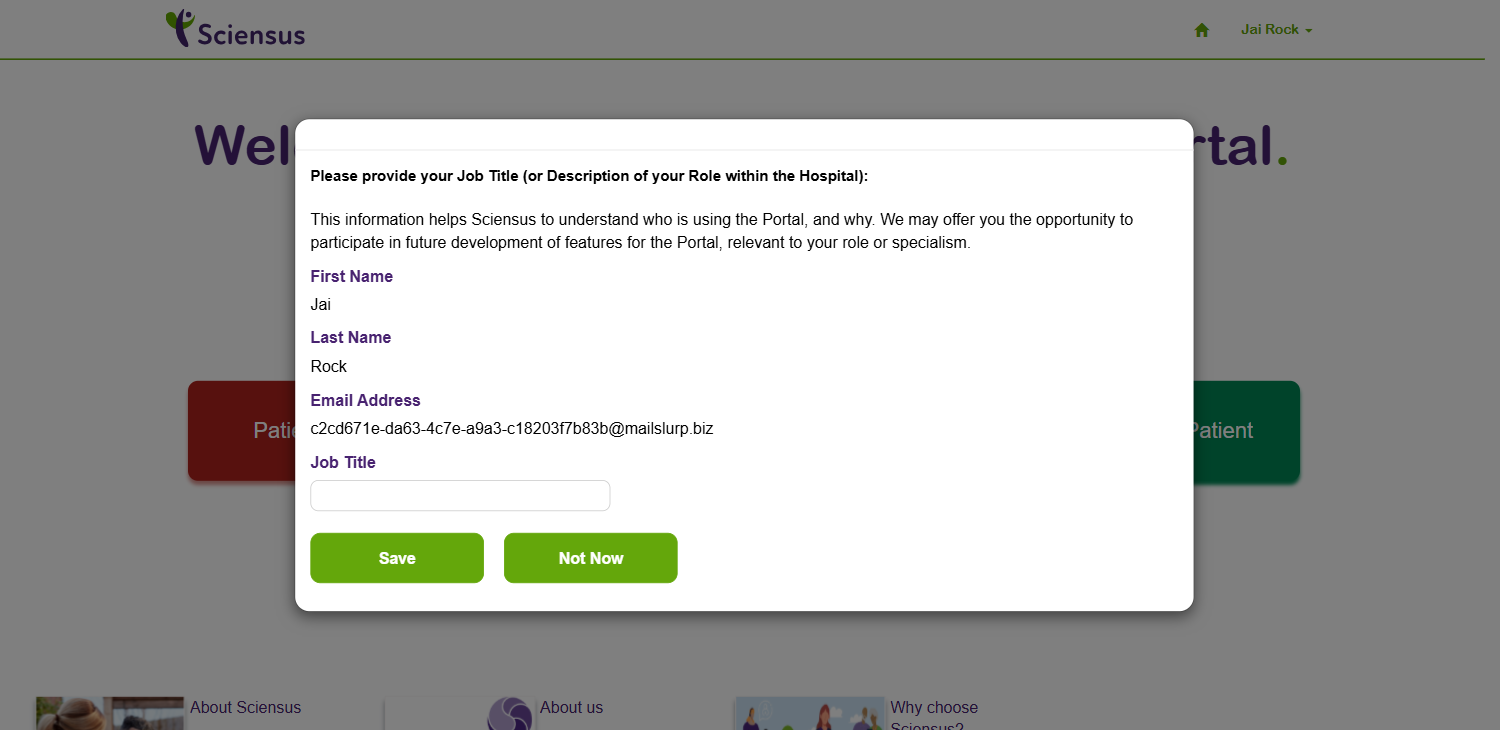 Sciensus
Jai Rock
Wel rtal.
Please provide your Job Title (or Description of your Role within the Hospital):
This information helps Sciensus to understand who is using the Portal, and why. We may offer you the opportunity to
participate in future development of features for the Portal, relevant to your role or specialism.
First Name
Jai
Last Name
Rock
Email Address
c2cd671e-da63-4c7e-a9a3-c18203f7b83b@mailslurp.biz
Job Title
Patie Patient
Save Not Now
About Sciensus About us Why choose
Sciensus?